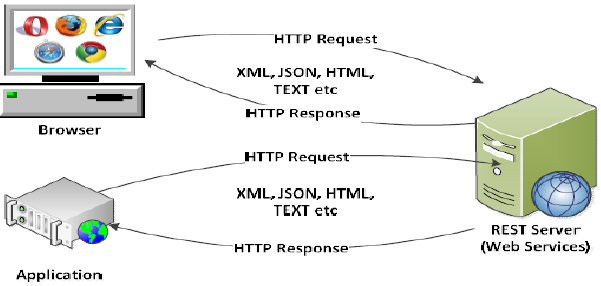 HTTP Request
XML, JSON, HTML,
TEXT etc
HTTP Response
Browser
HTTP Request
XML, JSON, HTML,
TEXT etc
HTTP Response
Application
REST Server
(Web Services)